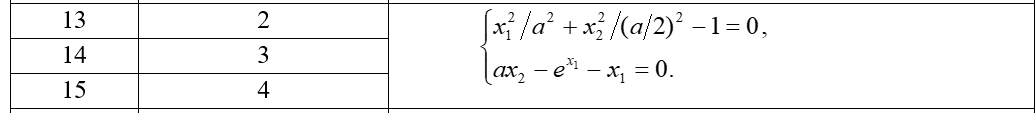 13 2 x₁²/a² + x₂²/(a/2)² − 1 = 0,
14 3 ax₂ − e^{x₁} − x₁ = 0.
15 4